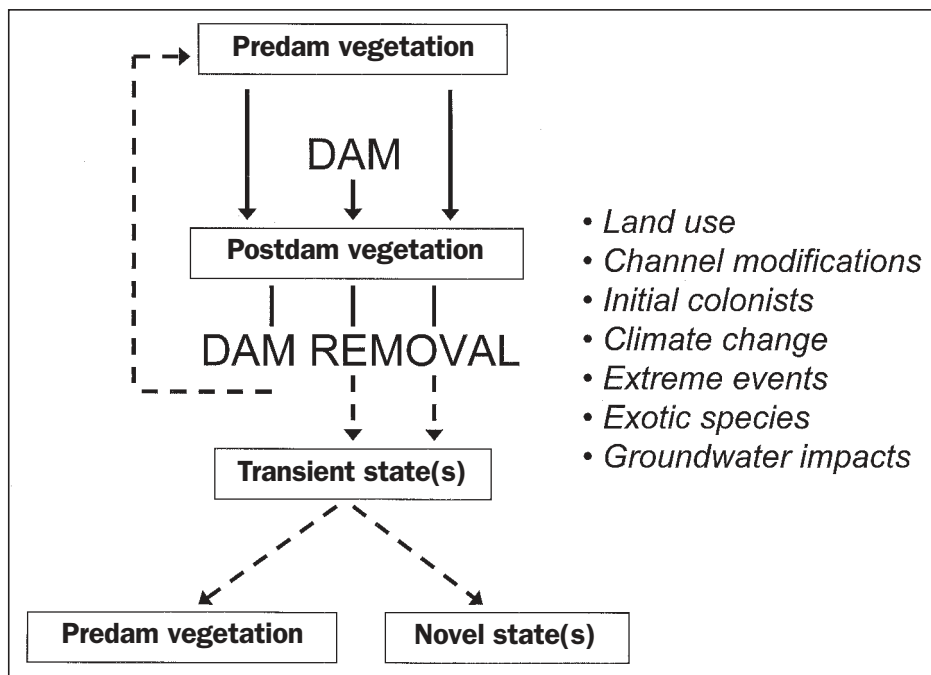 Predam vegetation
DAM
Postdam vegetation
DAM REMOVAL
Transient state(s)
Predam vegetation
Novel state(s)
• Land use
• Channel modifications
• Initial colonists
• Climate change
• Extreme events
• Exotic species
• Groundwater impacts